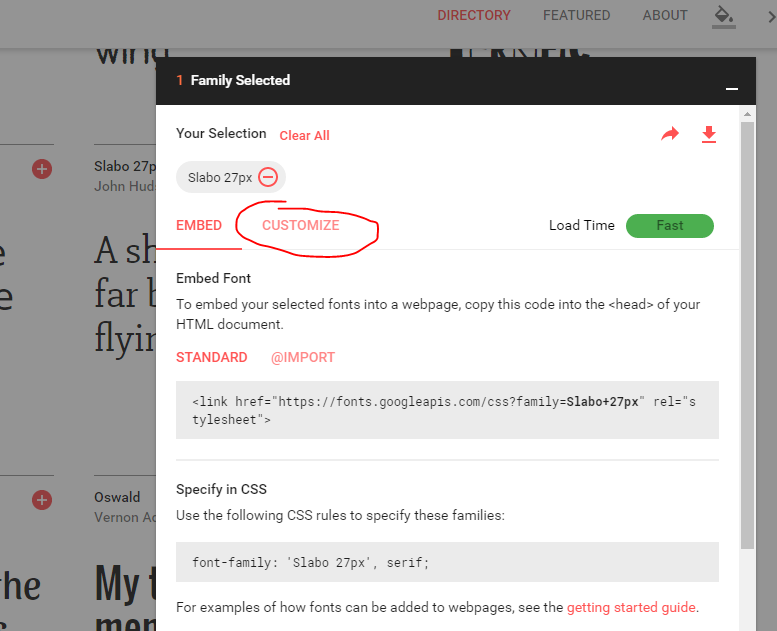 DIRECTORY FEATURED ABOUT
wing
1 Family Selected
Your Selection Clear All
Slabo 27px
EMBED CUSTOMIZE Load Time Fast
Embed Font
To embed your selected fonts into a webpage, copy this code into the <head> of your
HTML document.
STANDARD @IMPORT
<link href="https://fonts.googleapis.com/css?family=Slabo+27px" rel="s
tylesheet">
Specify in CSS
Use the following CSS rules to specify these families:
font-family: 'Slabo 27px', serif;
For examples of how fonts can be added to webpages, see the getting started guide.
Slabo 27p
John Hud
A sh
far b
flyin
Oswald
Vernon Ad
he
My t
men
e
e